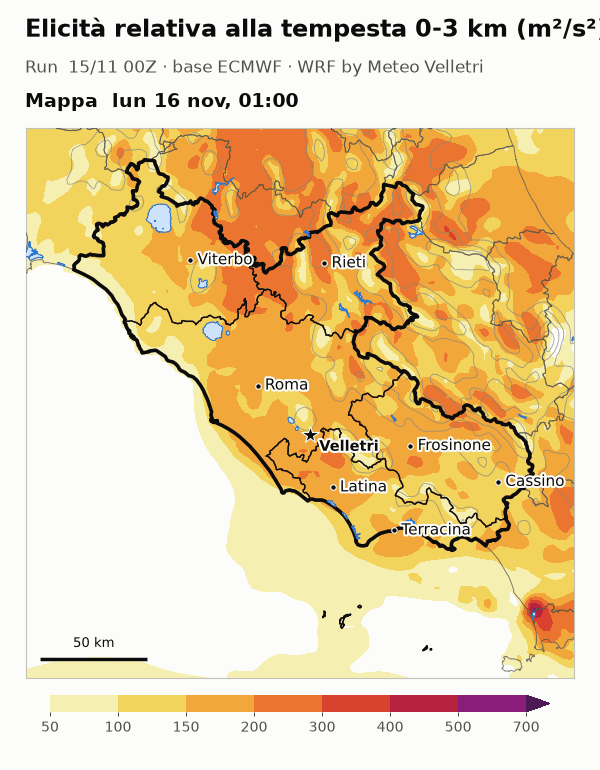 Elicità relativa alla tempesta 0-3 km (m²/s²)
Run 15/11 00Z · base ECMWF · WRF by Meteo Velletri
Mappa lun 16 nov, 01:00
Viterbo
Rieti
Roma
Velletri
Frosinone
Latina
Cassino
Terracina
50 km
50 100 150 200 300 400 500 700